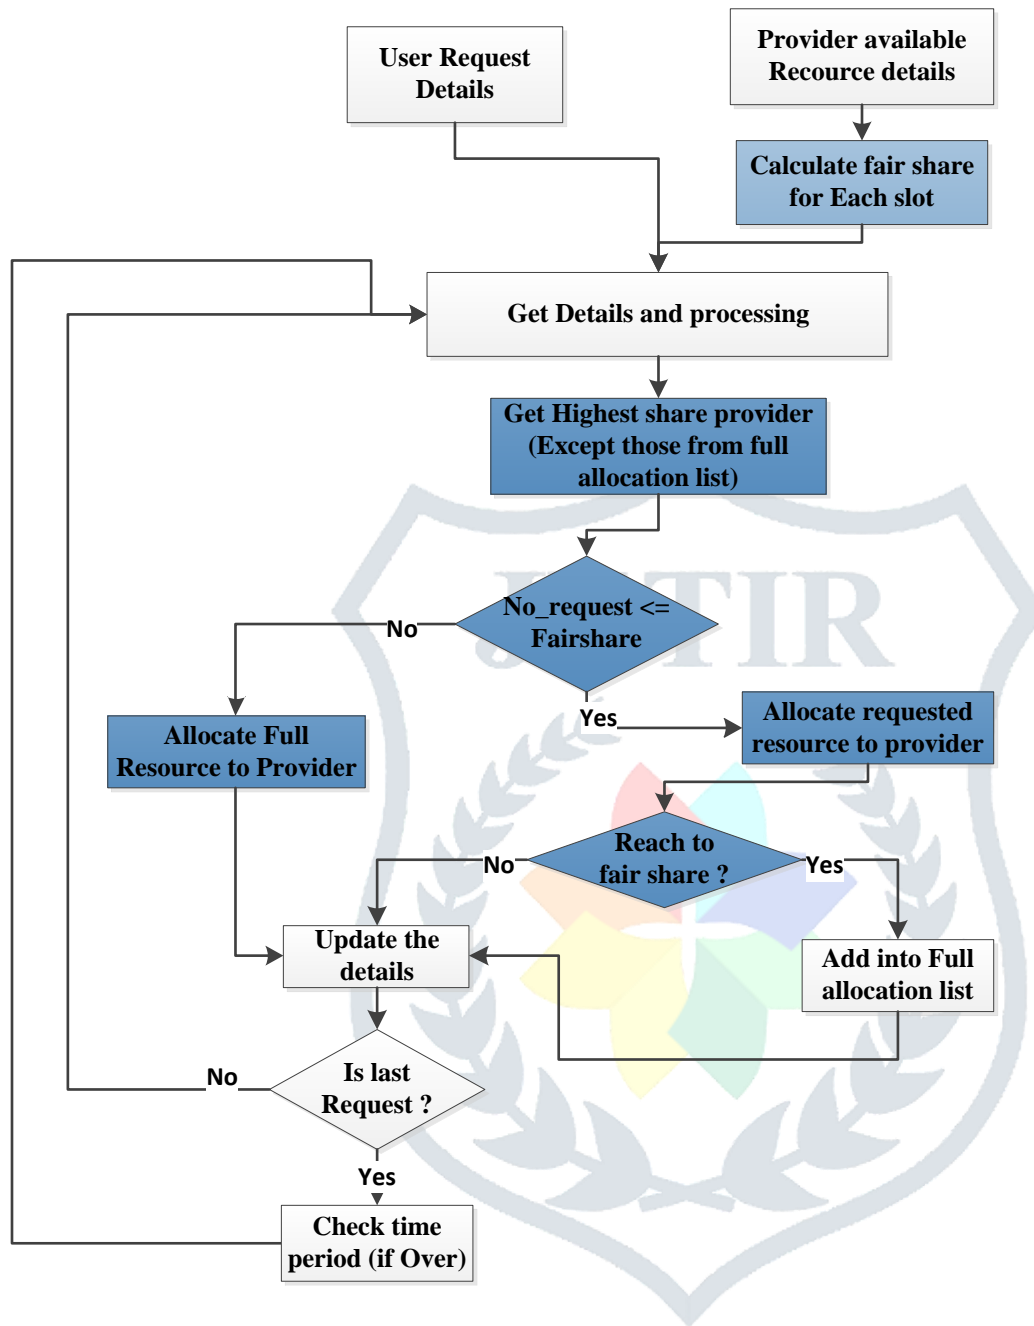 User Request
Details
Provider available
Recource details
Calculate fair share
for Each slot
Get Details and processing
Get Highest share provider
(Except those from full
allocation list)
JETIR
No_request <=
Fairshare
No
Yes
Allocate Full
Resource to Provider
Allocate requested
resource to provider
Reach to
fair share ?
No
Yes
Update the
details
Add into Full
allocation list
Is last
Request ?
No
Yes
Check time
period (if Over)